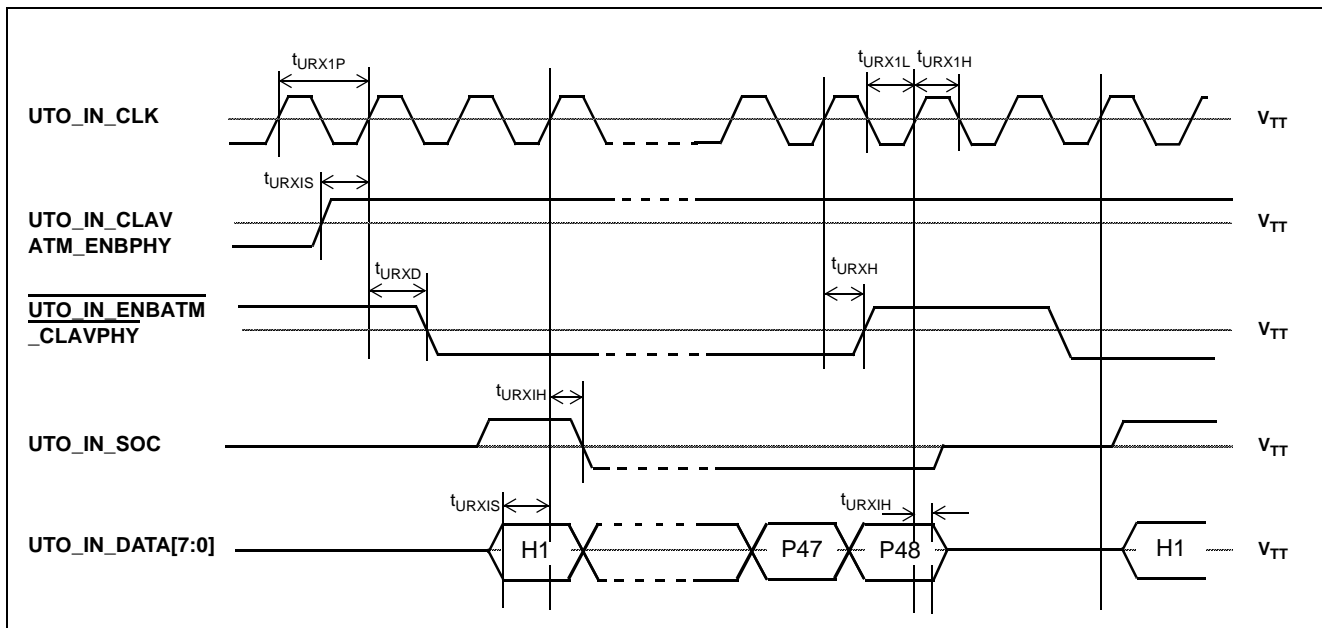 tURX1P
tURX1L tURX1H
UTO_IN_CLK
VTT
tURXIS
UTO_IN_CLAV
ATM_ENBPHY
VTT
tURXD
tURXH
UTO_IN_ENBATM
_CLAVPHY
VTT
tURXIH
UTO_IN_SOC
VTT
tURXIS
tURXIH
UTO_IN_DATA[7:0]
H1 P47 P48 H1
VTT